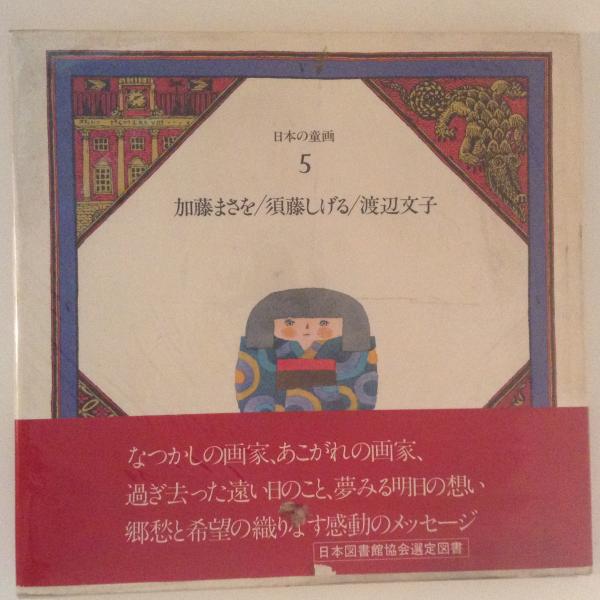 日本の童画
5
加藤まさを/須藤しげる/渡辺文子
なつかしの画家、あこがれの画家、
過ぎ去った遠い日のこと、夢みる明日の想い
郷愁と希望の織りなす感動のメッセージ
日本図書館協会選定図書